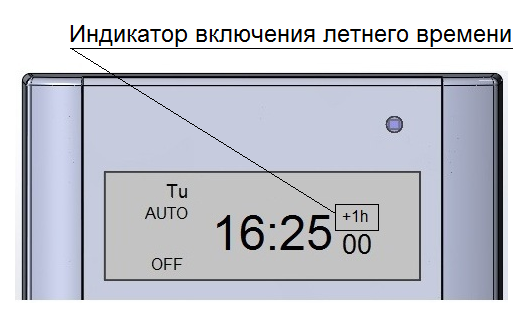 Индикатор включения летнего времени
Tu
AUTO
16:25
+1h
00
OFF